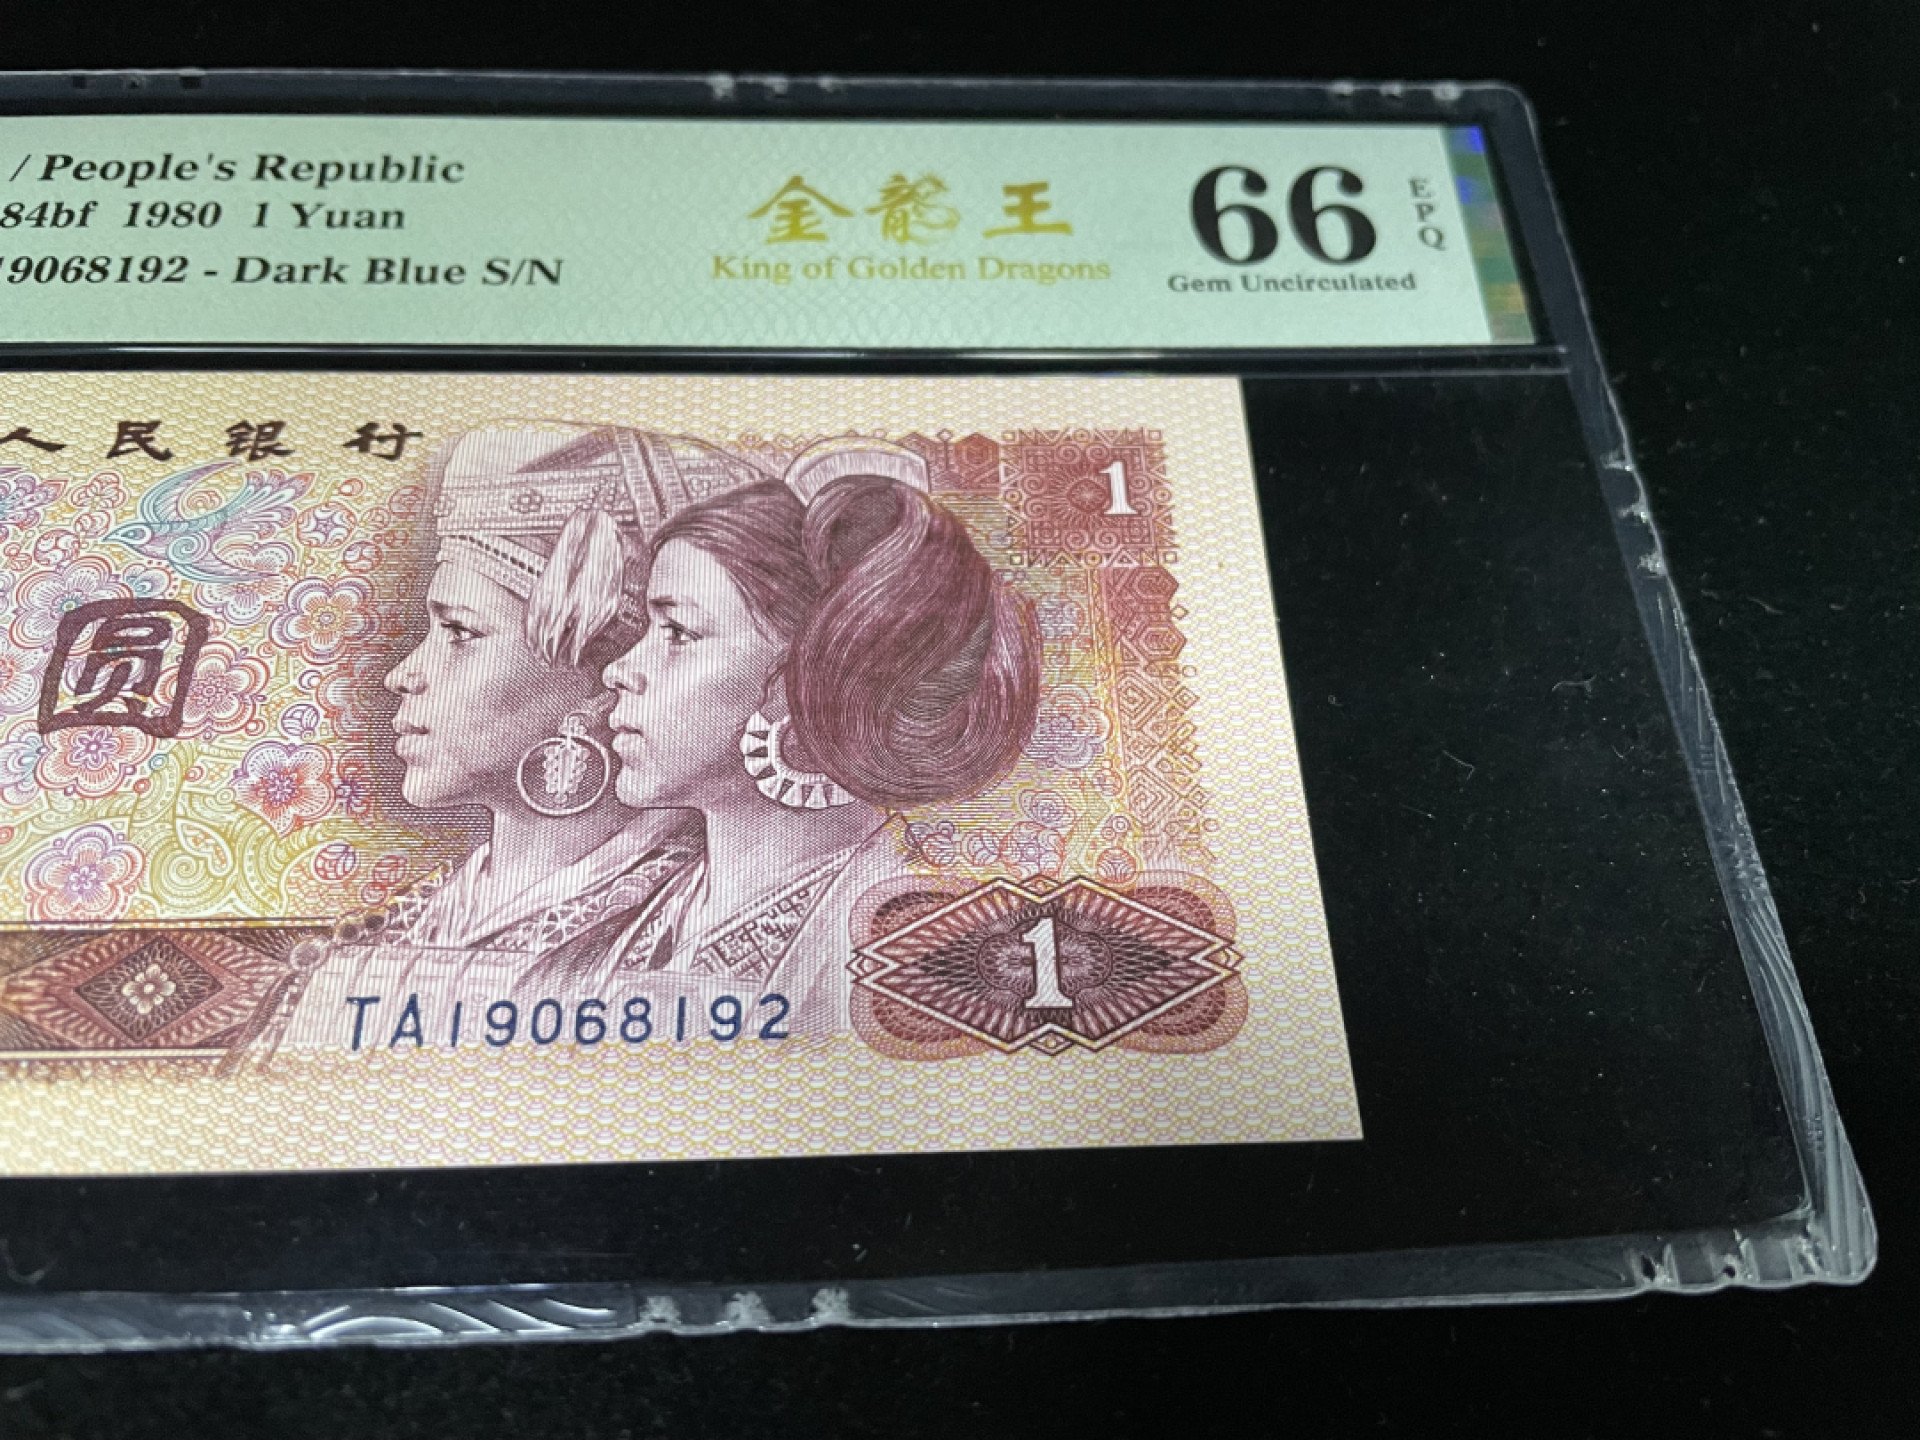 / People's Republic
84bf 1980 1 Yuan
19068192 - Dark Blue S/N
金龍王
King of Golden Dragons
66
EPQ
Gem Uncirculated
人民银行
1
圆
TA19068192
1